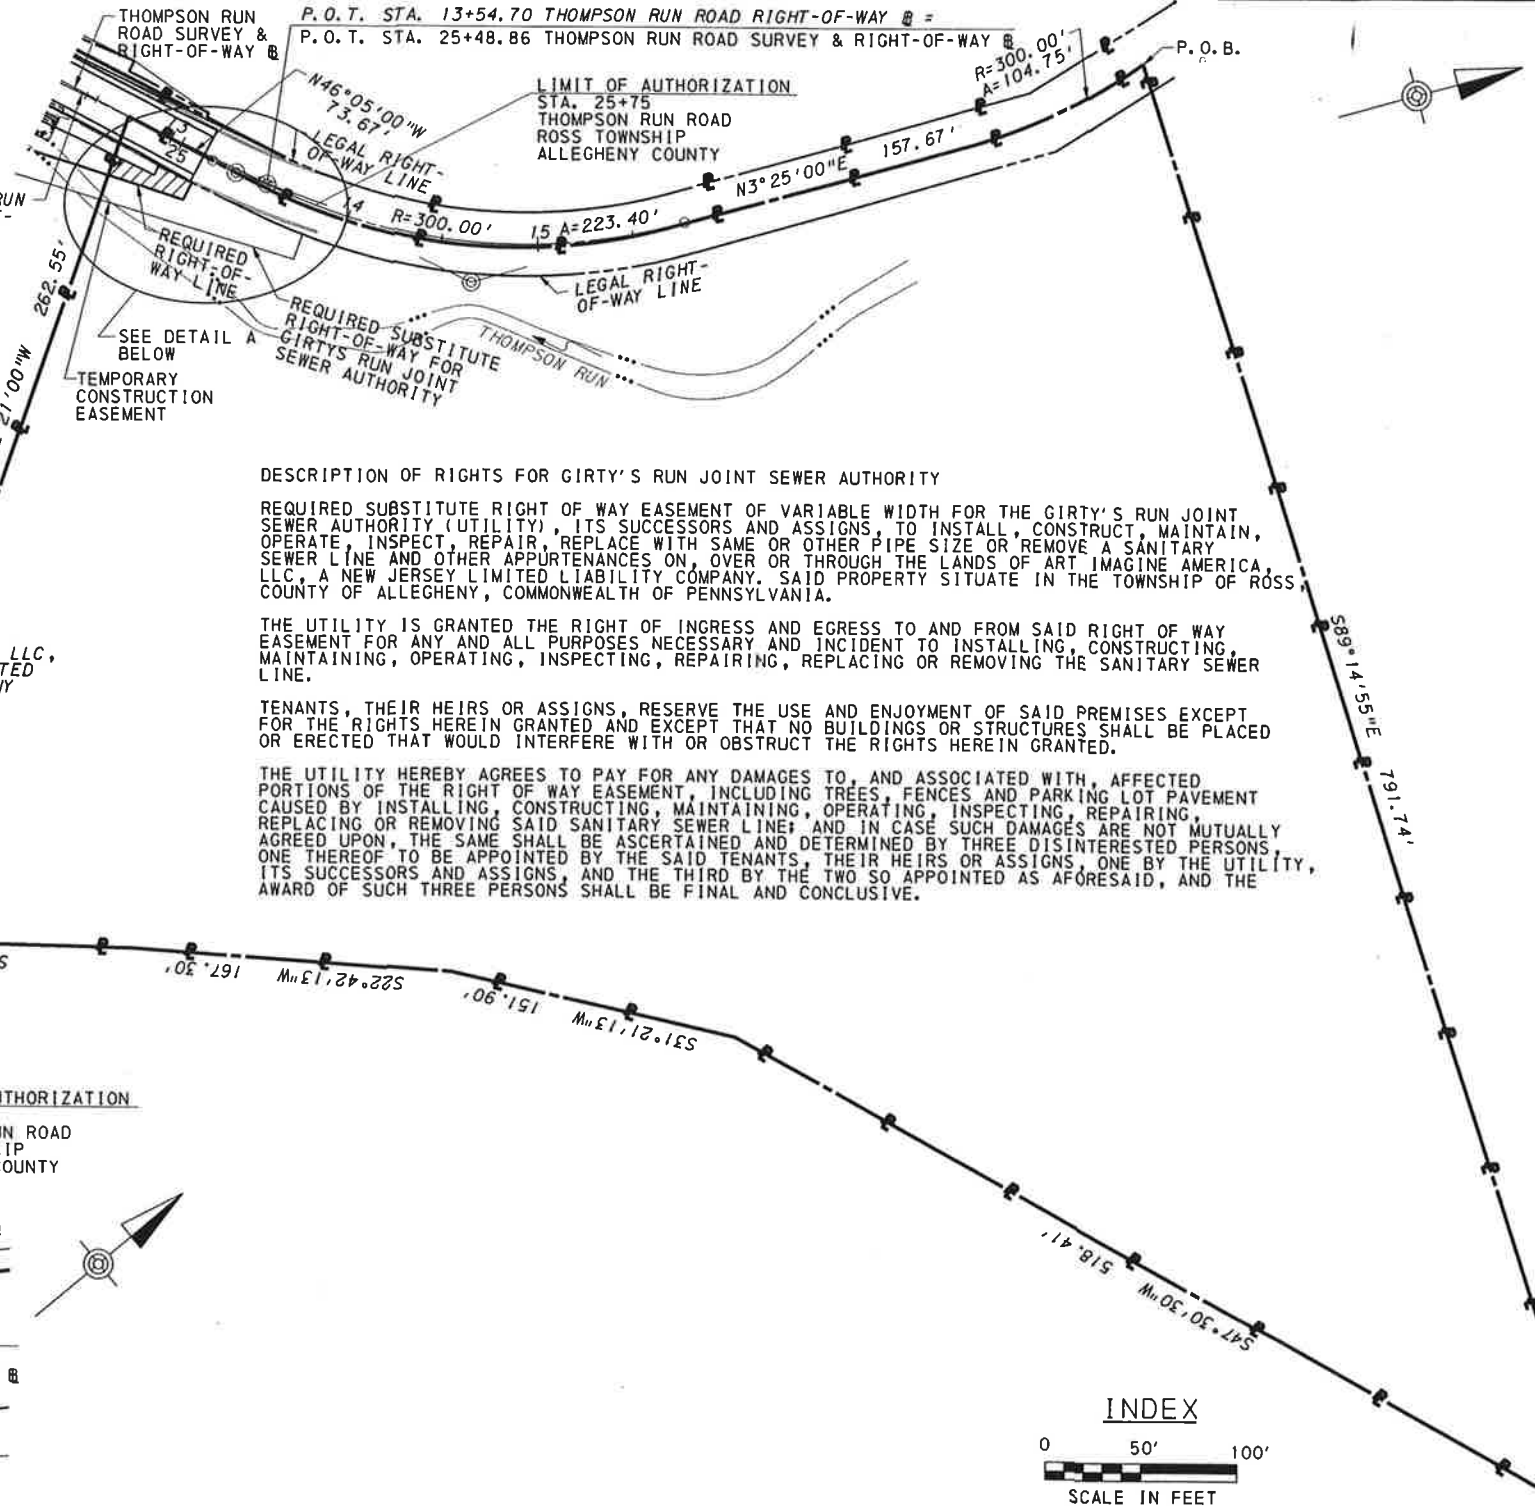 THOMPSON RUN
ROAD SURVEY &
RIGHT-OF-WAY ℄
P.O.T. STA. 13+54.70 THOMPSON RUN ROAD RIGHT-OF-WAY ℄ =
P.O.T. STA. 25+48.86 THOMPSON RUN ROAD SURVEY & RIGHT-OF-WAY ℄
N46°05'00"W
73.67'
LEGAL RIGHT-
OF-WAY LINE
LIMIT OF AUTHORIZATION
STA. 25+75
THOMPSON RUN ROAD
ROSS TOWNSHIP
ALLEGHENY COUNTY
R=300.00'
A=104.75'
P.O.B.
N3°25'00"E
157.67'
13
25
14
R=300.00'
15
A=223.40'
LEGAL RIGHT-
OF-WAY LINE
RUN
262.55'
21'00"W
REQUIRED
RIGHT-OF-
WAY LINE
REQUIRED SUBSTITUTE
RIGHT-OF-WAY FOR
GIRTYS RUN JOINT
SEWER AUTHORITY
THOMPSON RUN
SEE DETAIL A
BELOW
TEMPORARY
CONSTRUCTION
EASEMENT
DESCRIPTION OF RIGHTS FOR GIRTY'S RUN JOINT SEWER AUTHORITY
REQUIRED SUBSTITUTE RIGHT OF WAY EASEMENT OF VARIABLE WIDTH FOR THE GIRTY'S RUN JOINT
SEWER AUTHORITY (UTILITY), ITS SUCCESSORS AND ASSIGNS, TO INSTALL, CONSTRUCT, MAINTAIN,
OPERATE, INSPECT, REPAIR, REPLACE WITH SAME OR OTHER PIPE SIZE OR REMOVE A SANITARY
SEWER LINE AND OTHER APPURTENANCES ON, OVER OR THROUGH THE LANDS OF ART IMAGINE AMERICA,
LLC, A NEW JERSEY LIMITED LIABILITY COMPANY. SAID PROPERTY SITUATE IN THE TOWNSHIP OF ROSS,
COUNTY OF ALLEGHENY, COMMONWEALTH OF PENNSYLVANIA.
THE UTILITY IS GRANTED THE RIGHT OF INGRESS AND EGRESS TO AND FROM SAID RIGHT OF WAY
EASEMENT FOR ANY AND ALL PURPOSES NECESSARY AND INCIDENT TO INSTALLING, CONSTRUCTING,
MAINTAINING, OPERATING, INSPECTING, REPAIRING, REPLACING OR REMOVING THE SANITARY SEWER
LINE.
TENANTS, THEIR HEIRS OR ASSIGNS, RESERVE THE USE AND ENJOYMENT OF SAID PREMISES EXCEPT
FOR THE RIGHTS HEREIN GRANTED AND EXCEPT THAT NO BUILDINGS OR STRUCTURES SHALL BE PLACED
OR ERECTED THAT WOULD INTERFERE WITH OR OBSTRUCT THE RIGHTS HEREIN GRANTED.
THE UTILITY HEREBY AGREES TO PAY FOR ANY DAMAGES TO, AND ASSOCIATED WITH, AFFECTED
PORTIONS OF THE RIGHT OF WAY EASEMENT, INCLUDING TREES, FENCES AND PARKING LOT PAVEMENT
CAUSED BY INSTALLING, CONSTRUCTING, MAINTAINING, OPERATING, INSPECTING, REPAIRING,
REPLACING OR REMOVING SAID SANITARY SEWER LINE; AND IN CASE SUCH DAMAGES ARE NOT MUTUALLY
AGREED UPON, THE SAME SHALL BE ASCERTAINED AND DETERMINED BY THREE DISINTERESTED PERSONS,
ONE THEREOF TO BE APPOINTED BY THE SAID TENANTS, THEIR HEIRS OR ASSIGNS, ONE BY THE UTILITY,
ITS SUCCESSORS AND ASSIGNS, AND THE THIRD BY THE TWO SO APPOINTED AS AFORESAID, AND THE
AWARD OF SUCH THREE PERSONS SHALL BE FINAL AND CONCLUSIVE.
LLC,
TED
NY
S89°14'55"E
791.74'
S
S22°42'13"W
167.30'
S31°21'13"W
151.90'
S47°30'30"W
518.41'
THORIZATION
UN ROAD
IP
COUNTY
INDEX
0 50' 100'
SCALE IN FEET